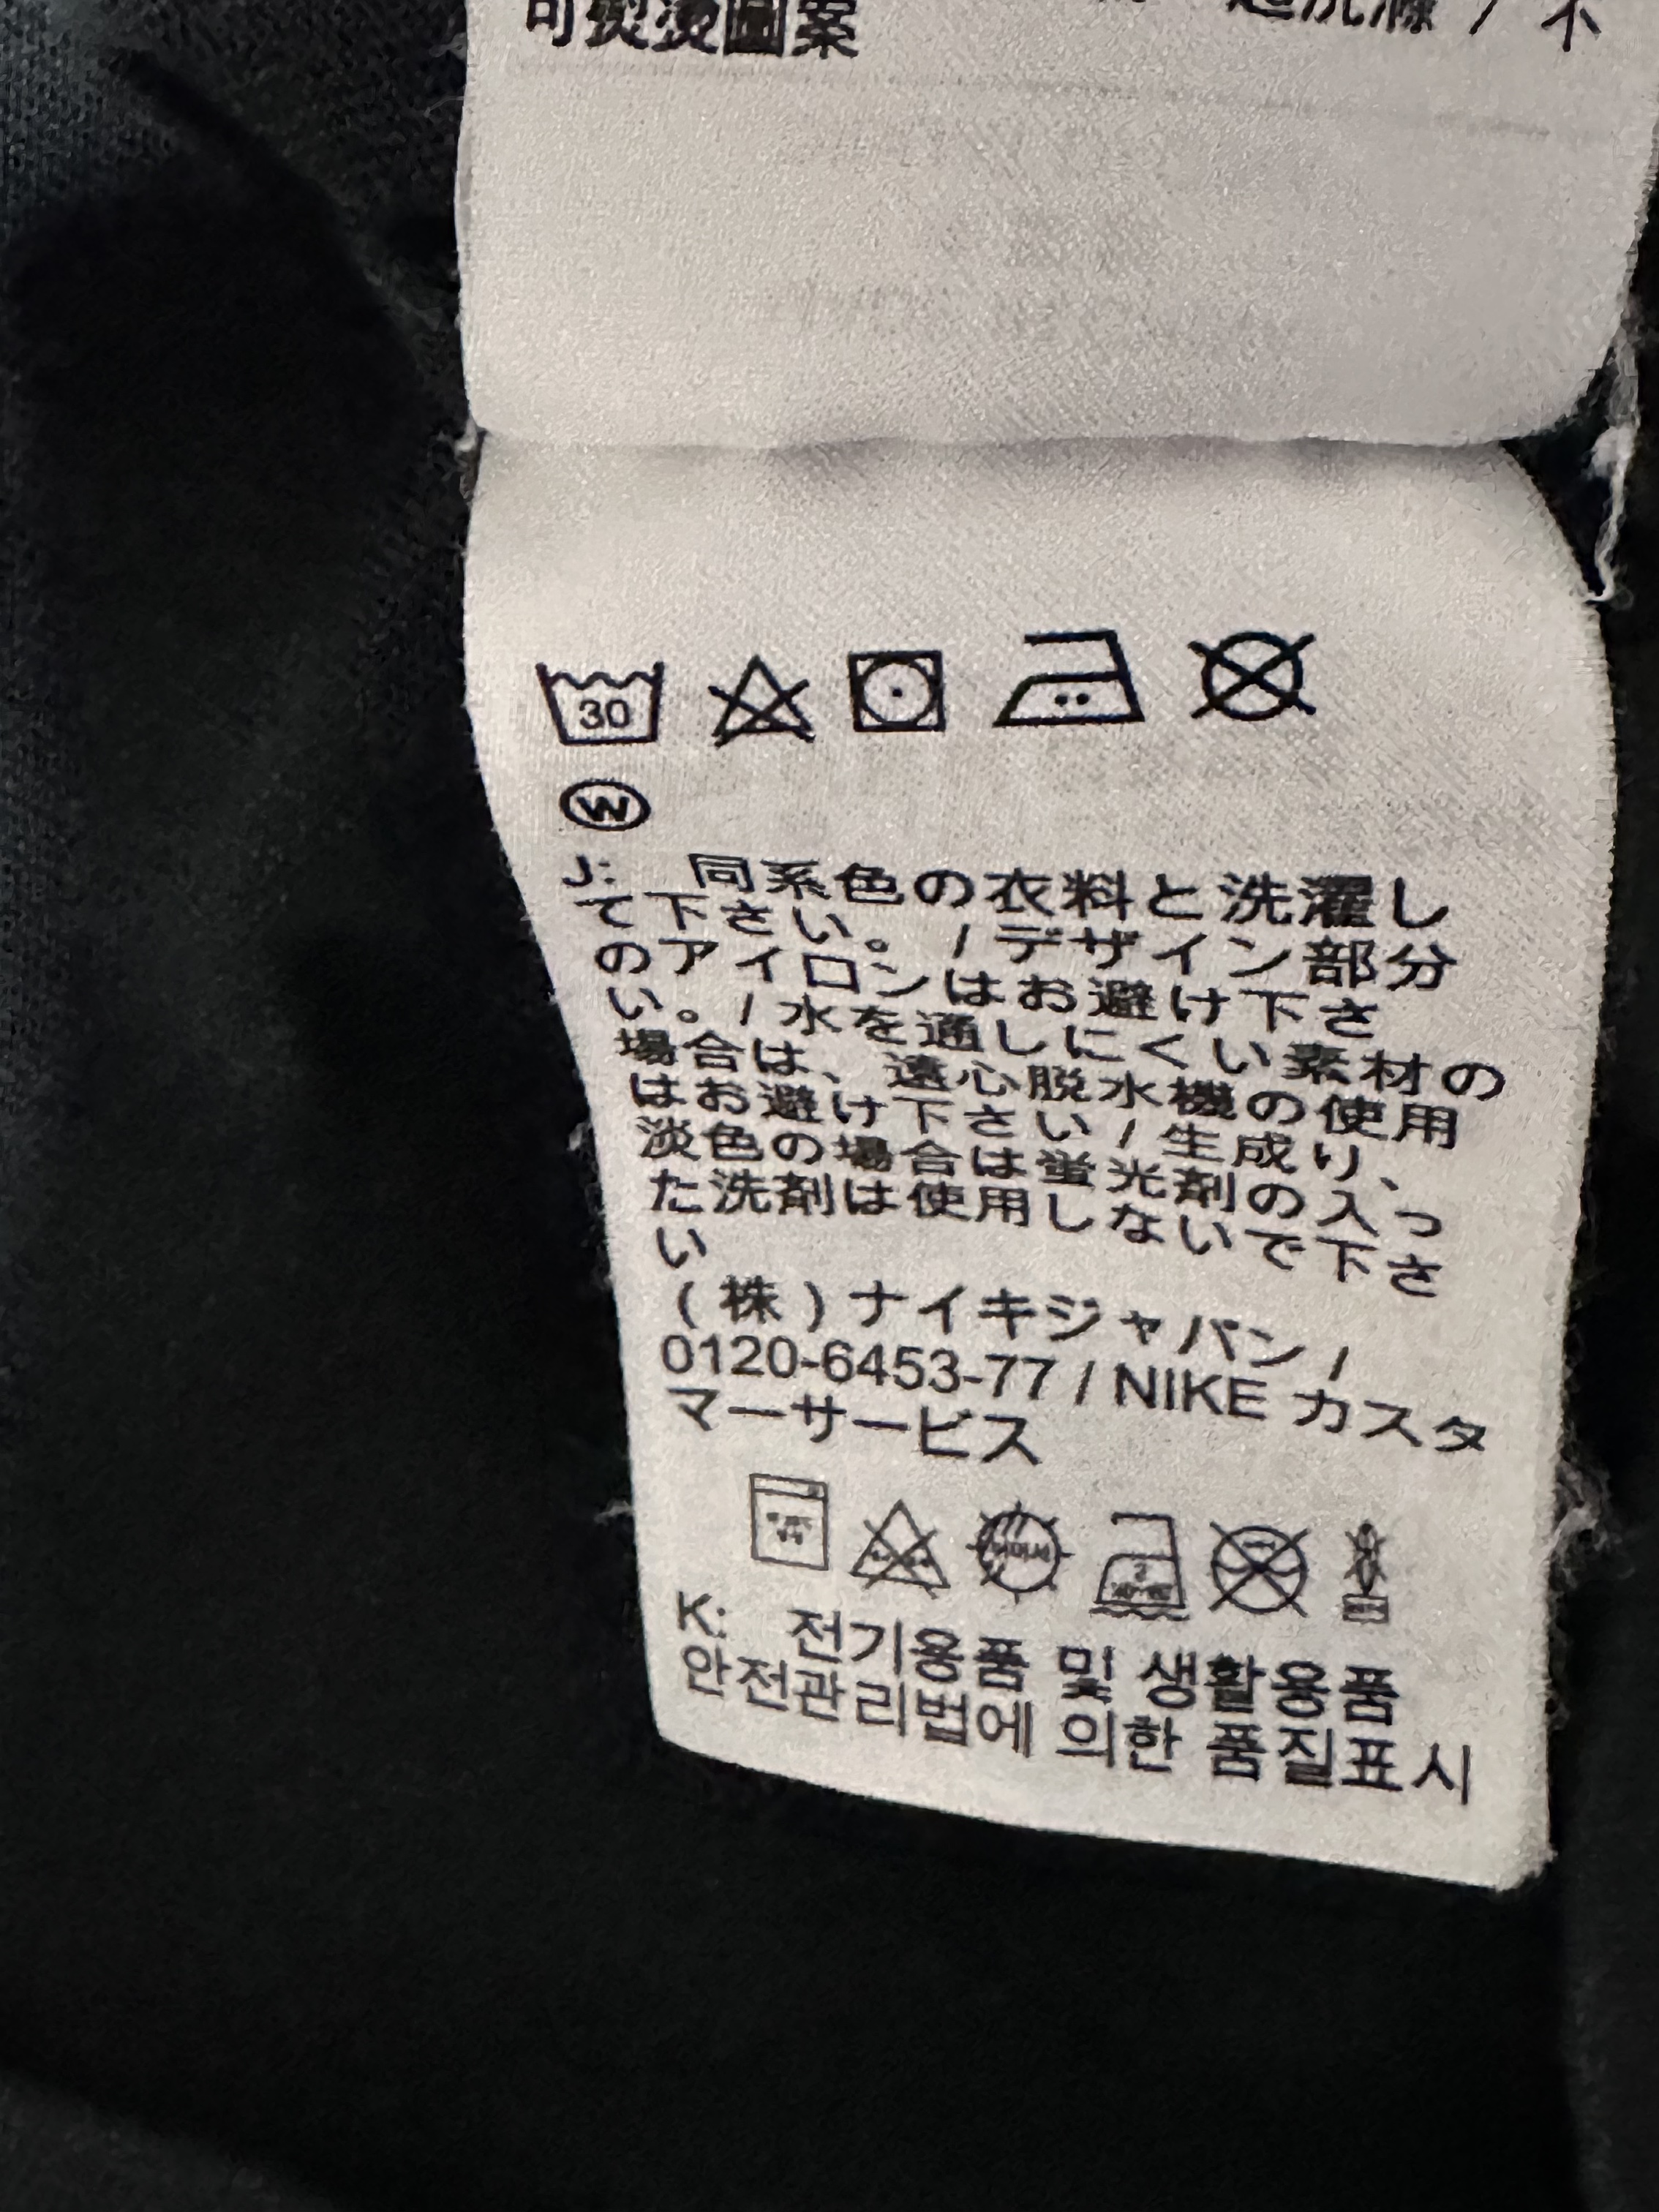 可熨燙圖案
/ 不
30
W
J: 同系色の衣料と洗濯し
て下さい。 / デザイン部分
のアイロンはお避け下さ
い。/ 水を通しにくい素材の
場合は、遠心脱水機の使用
はお避け下さい / 生成り、
淡色の場合は蛍光剤の入っ
た洗剤は使用しないで下さ
い
(株)ナイキジャパン /
0120-6453-77 / NIKE カスタ
マーサービス
K: 전기용품 및 생활용품
안전관리법에 의한 품질표시